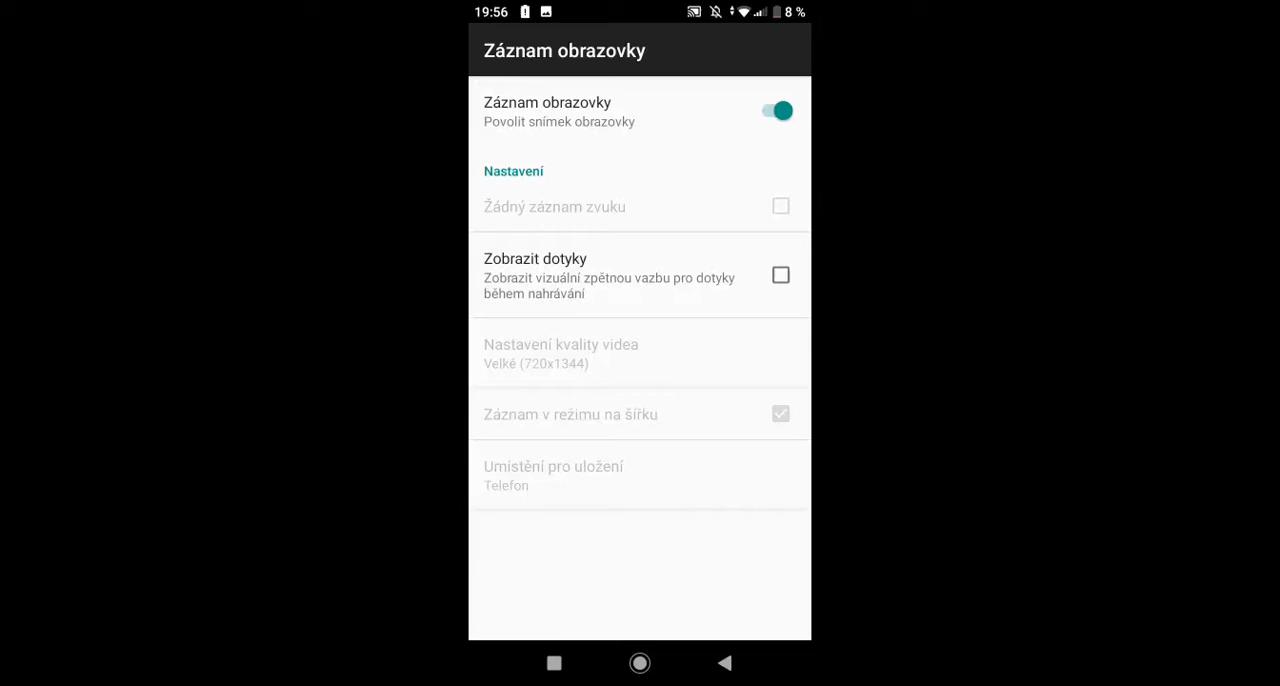 19:56 8 %
Záznam obrazovky
Záznam obrazovky
Povolit snímek obrazovky
Nastavení
Žádný záznam zvuku
Zobrazit dotyky
Zobrazit vizuální zpětnou vazbu pro dotyky
během nahrávání
Nastavení kvality videa
Velké (720x1344)
Záznam v režimu na šířku
Umístění pro uložení
Telefon